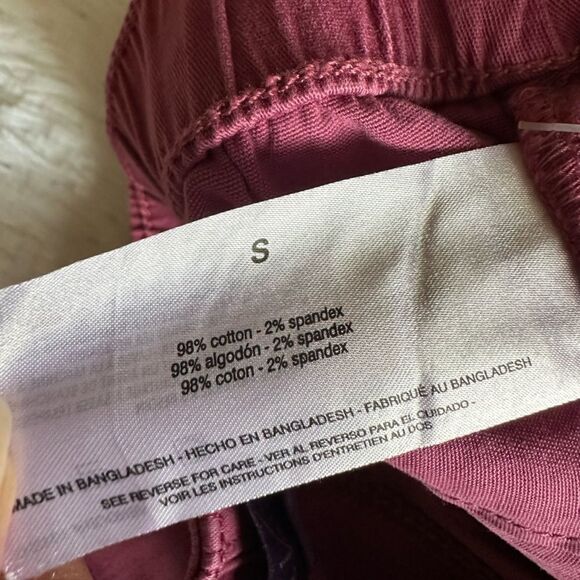 S
98% cotton - 2% spandex
98% algodón - 2% spandex
98% coton - 2% spandex
MADE IN BANGLADESH - HECHO EN BANGLADESH - FABRIQUÉ AU BANGLADESH
SEE REVERSE FOR CARE - VER AL REVERSO PARA EL CUIDADO -
VOIR LES INSTRUCTIONS D'ENTRETIEN AU DOS